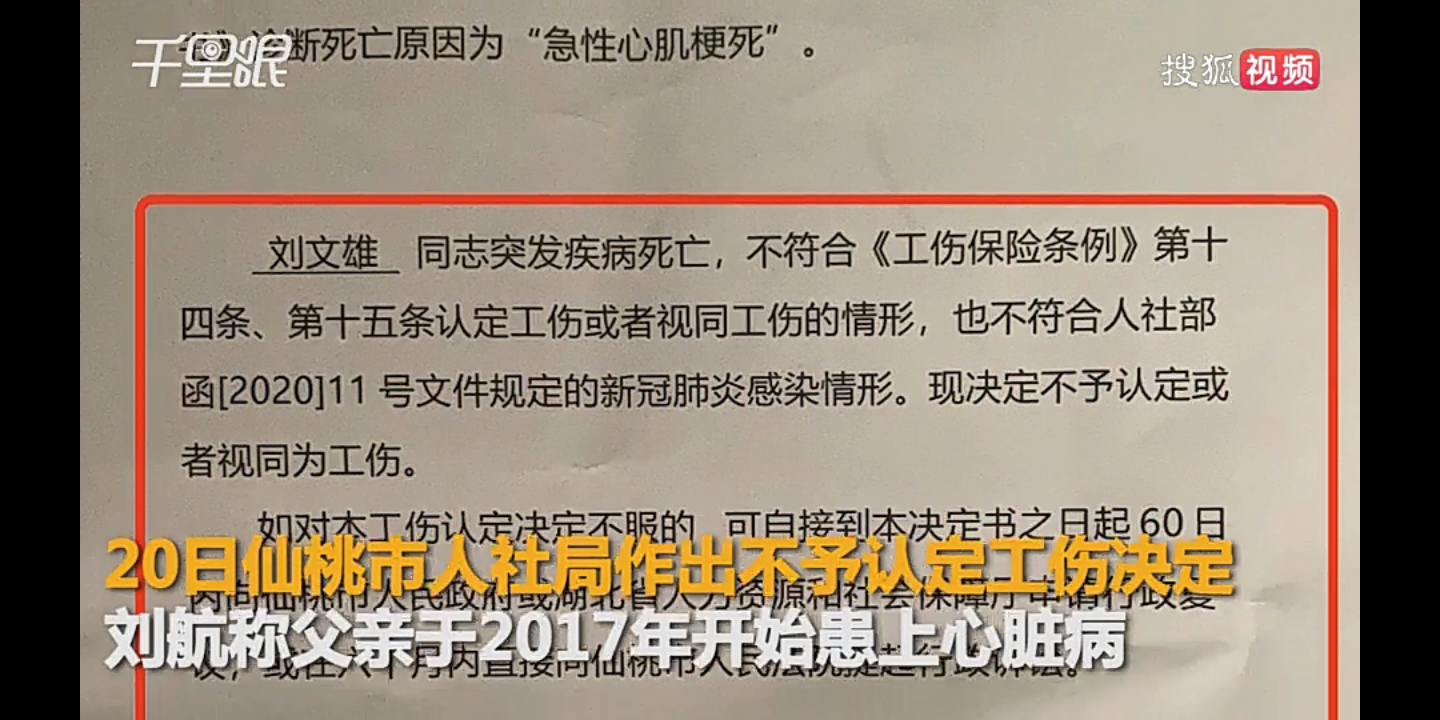 诊断死亡原因为“急性心肌梗死”。
千里眼
搜狐视频
刘文雄 同志突发疾病死亡，不符合《工伤保险条例》第十
四条、第十五条认定工伤或者视同工伤的情形，也不符合人社部
函[2020]11 号文件规定的新冠肺炎感染情形。现决定不予认定或
者视同为工伤。
如对本工伤认定决定不服的，可自接到本决定书之日起 60 日
内向仙桃市人民政府或湖北省人力资源和社会保障厅申请行政复
议，或在六个月内直接向仙桃市人民法院提起行政诉讼。
20日仙桃市人社局作出不予认定工伤决定
刘航称父亲于2017年开始患上心脏病